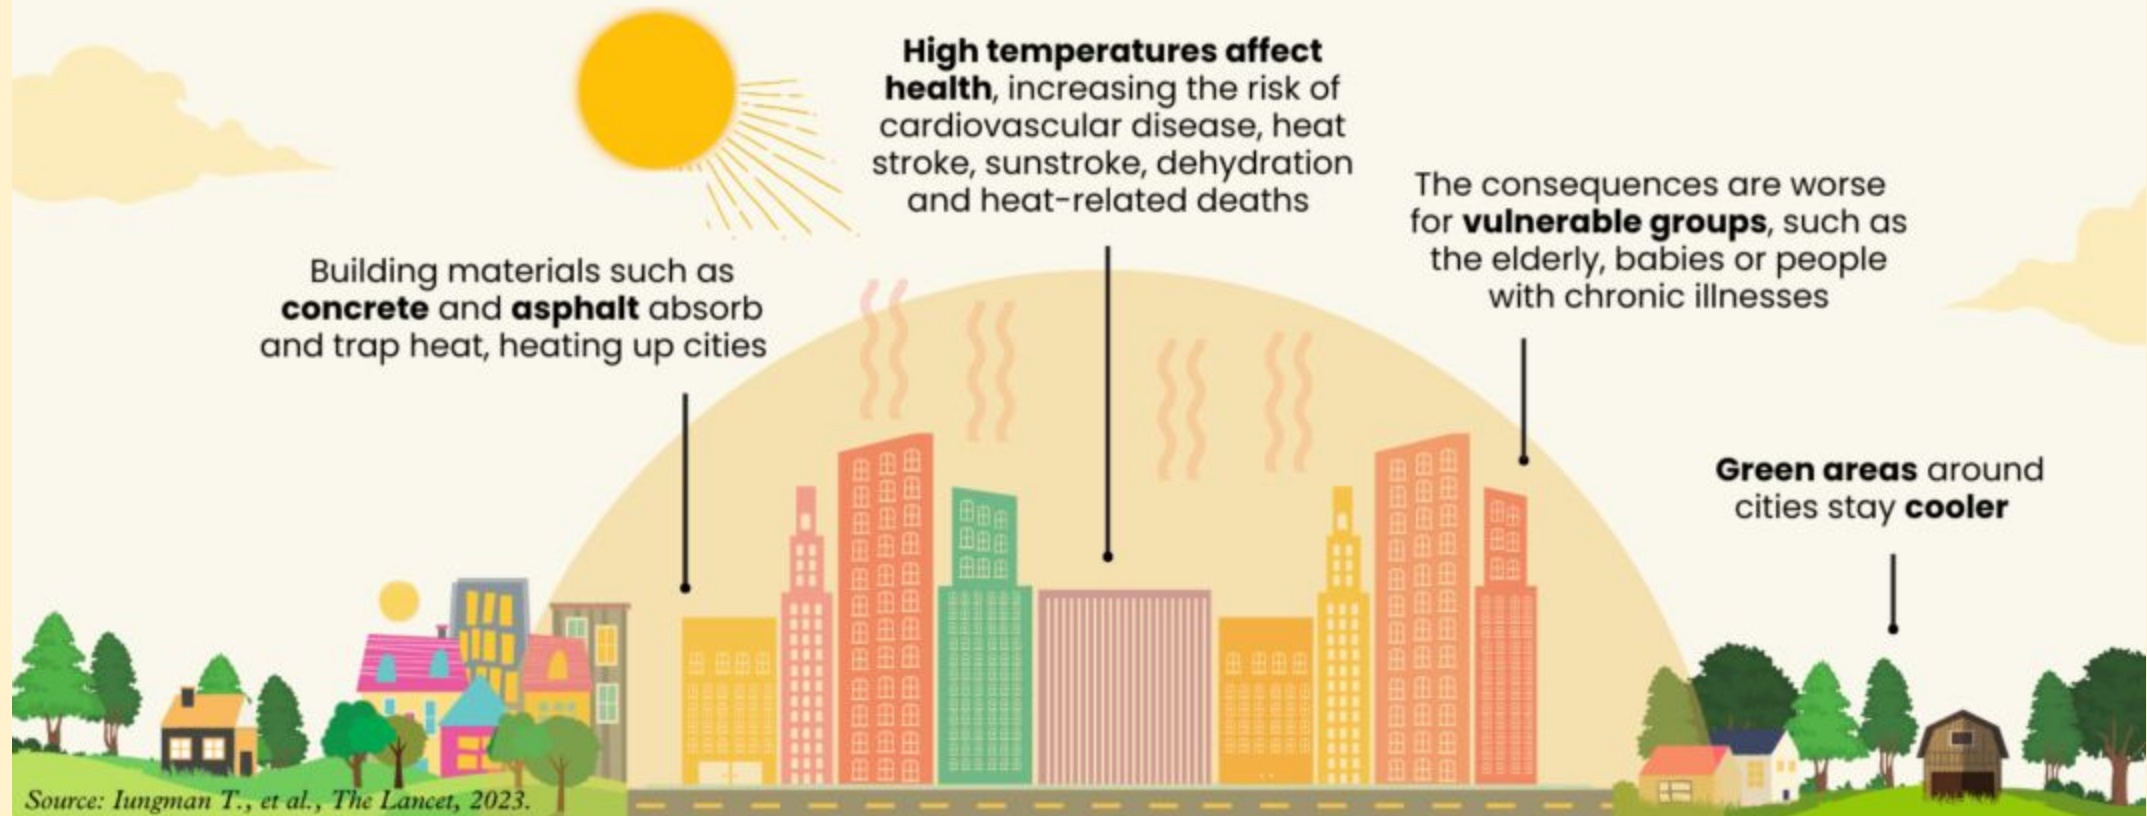 High temperatures affect
health, increasing the risk of
cardiovascular disease, heat
stroke, sunstroke, dehydration
and heat-related deaths
The consequences are worse
for vulnerable groups, such as
the elderly, babies or people
with chronic illnesses
Building materials such as
concrete and asphalt absorb
and trap heat, heating up cities
Green areas around
cities stay cooler
Source: Iungman T., et al., The Lancet, 2023.